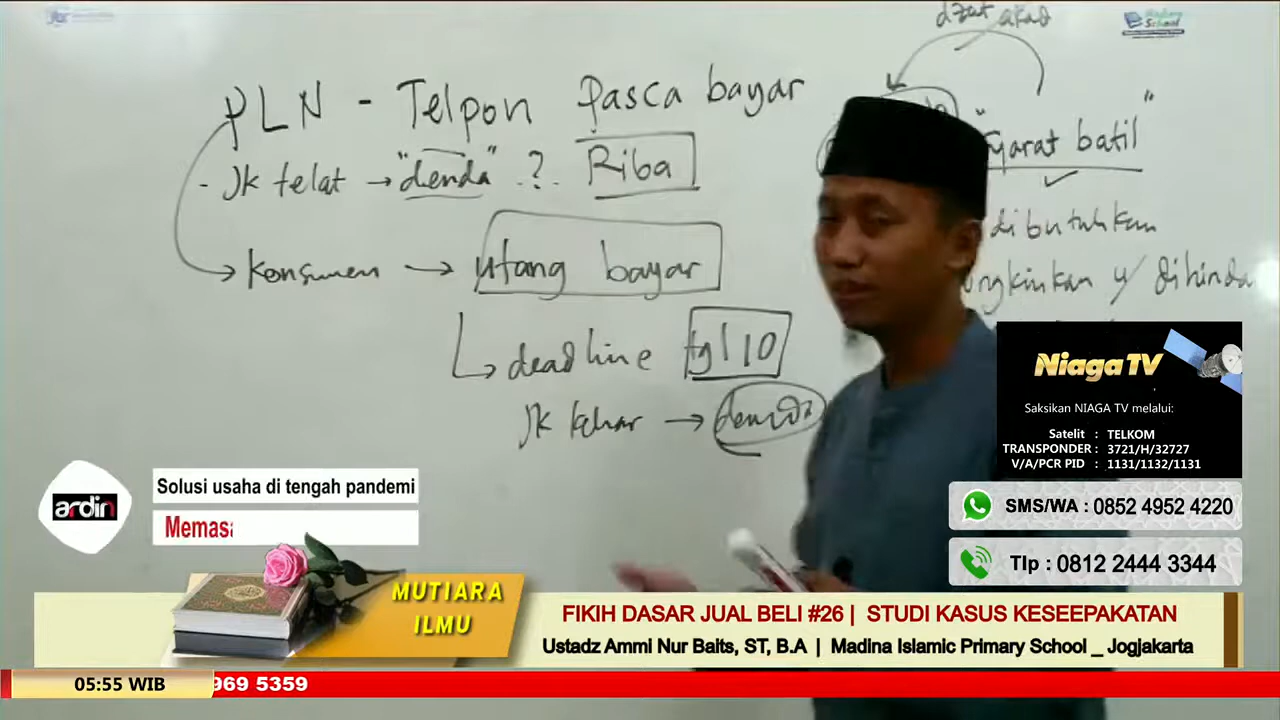 dzat akad
PLN - Telpon Pasca bayar
- Jk telat → "denda" ? Riba
Konsumen → utang bayar
deadline tgl 10
Jk keluar → denda
"syarat batil"
dibutuhkan
ungkinkan u/ dihinda
Niaga TV
Saksikan NIAGA TV melalui:
Satelit : TELKOM
TRANSPONDER : 3721/H/32727
V/A/PCR PID : 1131/1132/1131
SMS/WA : 0852 4952 4220
Tlp : 0812 2444 3344
ardin
Solusi usaha di tengah pandemi
Memasa
MUTIARA
ILMU
FIKIH DASAR JUAL BELI #26 | STUDI KASUS KESEEPAKATAN
Ustadz Ammi Nur Baits, ST, B.A | Madina Islamic Primary School _ Jogjakarta
05:55 WIB
969 5359